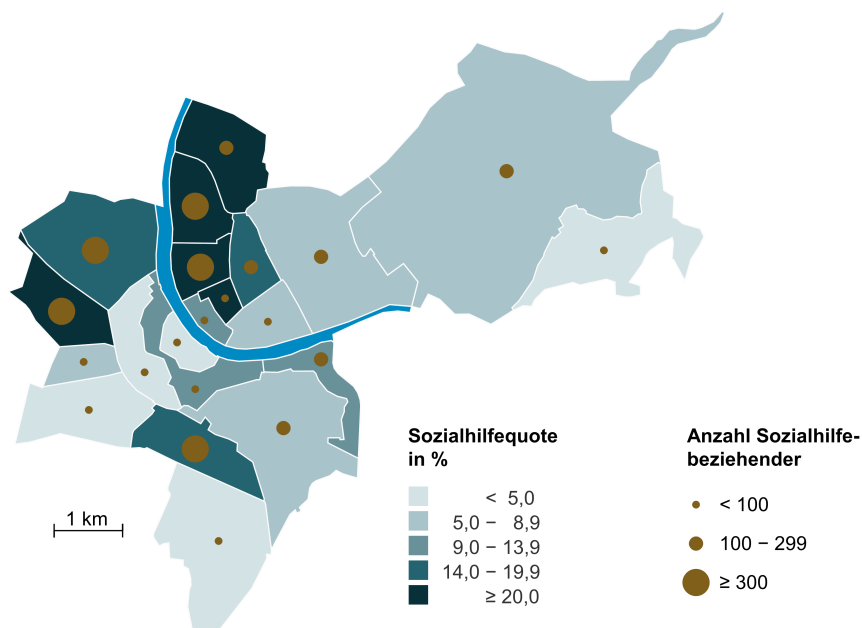 1 km
Sozialhilfequote
in %
< 5,0
5,0 – 8,9
9,0 – 13,9
14,0 – 19,9
≥ 20,0
Anzahl Sozialhilfe-
beziehender
< 100
100 – 299
≥ 300